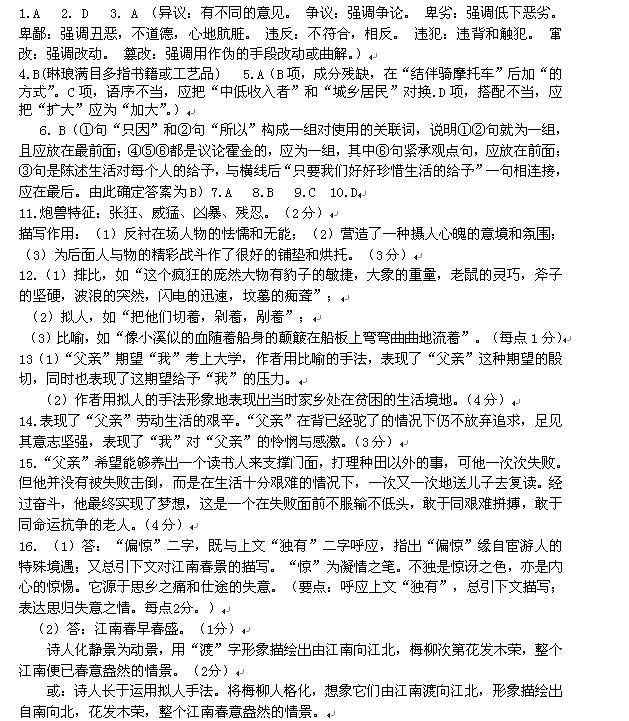 1.A  2. D  3. A （异议：有不同的意见。 争议：强调争论。 卑劣：强调低下恶劣。
卑鄙：强调丑恶，不道德，心地肮脏。 违反：不符合，相反。 违犯：违背和触犯。 窜
改：强调改动。 篡改：强调用作伪的手段改动或曲解。）
4.B(琳琅满目多指书籍或工艺品)  5.A（B项，成分残缺，在“结伴骑摩托车”后加“的
方式”。C项，语序不当，应把“中低收入者”和“城乡居民”对换.D项，搭配不当，应
把“扩大”应为“加大”。）
6. B（①句“只因”和②句“所以”构成一组对使用的关联词，说明①②句就为一组，
且应放在最前面；④⑤⑥都是议论霍金的，应为一组，其中⑥句紧承观点句，应放在前面；
③句是陈述生活对每个人的给予，与横线后“只要我们好好珍惜生活的给予”一句相连接，
应在最后。由此确定答案为B）7.A  8.B  9.C  10.D
11.炮兽特征：张狂、威猛、凶暴、残忍。（2分）
描写作用：（1）反衬在场人物的怯懦和无能；（2）营造了一种摄人心魄的意境和氛围；
（3）为后面人与物的精彩战斗作了很好的铺垫和烘托。（3分）
12.（1）排比，如“这个疯狂的庞然大物有豹子的敏捷，大象的重量，老鼠的灵巧，斧子
的坚硬，波浪的突然，闪电的迅速，坟墓的痴聋”；
（2）拟人，如“把他们切着，剁着，剐着”；
（3）比喻，如“像小溪似的血随着船身的颠簸在船板上弯弯曲曲地流着”。（每点1分）
13（1）“父亲”期望“我”考上大学，作者用比喻的手法，表现了“父亲”这种期望的殷
切，同时也表现了这期望给予“我”的压力。
（2）作者用拟人的手法形象地表现出当时家乡处在贫困的生活境地。（4分）
14.表现了“父亲”劳动生活的艰辛。“父亲”在背已经驼了的情况下仍不放弃追求，足见
其意志坚强，表现了“我”对“父亲”的怜悯与感激。（3分）
15.“父亲”希望能够养出一个读书人来支撑门面，打理种田以外的事，可他一次次失败。
但他并没有被失败击倒，而是在生活十分艰难的情况下，一次又一次地送儿子去复读。经
过奋斗，他最终实现了梦想，这是一个在失败面前不服输不低头，敢于同艰难拼搏，敢于
同命运抗争的老人。（4分）
16. （1）答： “偏惊”二字，既与上文“独有”二字呼应，指出“偏惊”缘自宦游人的
特殊境遇；又总引下文对江南春景的描写。“惊”为凝情之笔。不独是惊讶之色，亦是内
心的惊惕。它源于思乡之痛和仕途的失意。（要点：呼应上文“独有”，总引下文描写；
表达思归失意之情。每点2分。）
（2）答：江南春早春盛。（1分）
诗人化静景为动景，用“渡”字形象描绘出由江南向江北，梅柳次第花发木荣，整个
江南便已春意盎然的情景。（2分）
或：诗人长于运用拟人手法。将梅柳人格化，想象它们由江南渡向江北，形象描绘出
自南向北，花发木荣，整个江南春意盎然的情景。